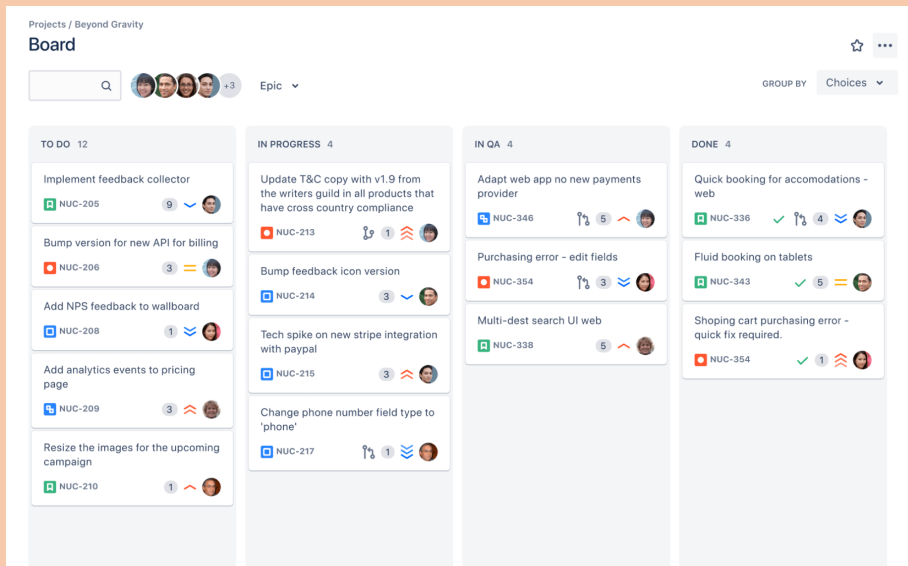 Projects / Beyond Gravity
Board
+3
Epic
GROUP BY
Choices
TO DO 12
Implement feedback collector
NUC-205
9
Bump version for new API for billing
NUC-206
3
Add NPS feedback to wallboard
NUC-208
1
Add analytics events to pricing
page
NUC-209
3
Resize the images for the upcoming
campaign
NUC-210
1
IN PROGRESS 4
Update T&C copy with v1.9 from
the writers guild in all products that
have cross country compliance
NUC-213
1
Bump feedback icon version
NUC-214
3
Tech spike on new stripe integration
with paypal
NUC-215
3
Change phone number field type to
'phone'
NUC-217
1
IN QA 4
Adapt web app no new payments
provider
NUC-346
5
Purchasing error - edit fields
NUC-354
3
Multi-dest search UI web
NUC-338
5
DONE 4
Quick booking for accomodations -
web
NUC-336
4
Fluid booking on tablets
NUC-343
5
Shoping cart purchasing error -
quick fix required.
NUC-354
1